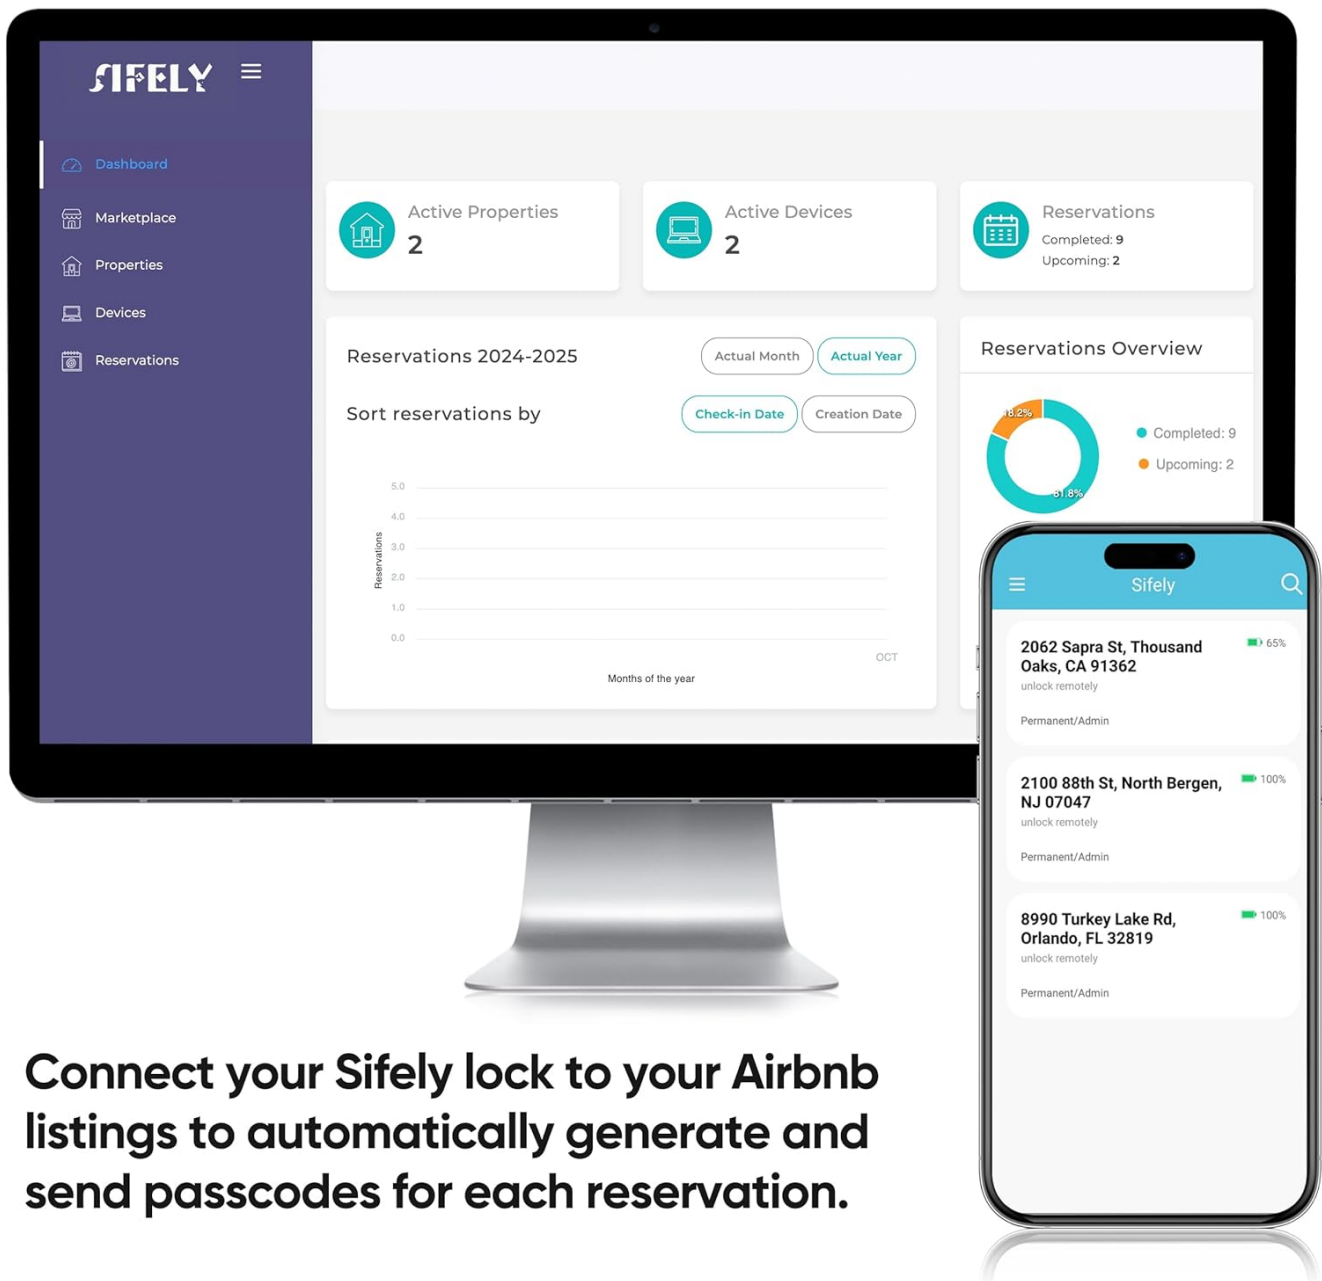 SIFELY
Dashboard
Marketplace
Properties
Devices
Reservations
Active Properties
2
Active Devices
2
Reservations
Completed: 9
Upcoming: 2
Reservations 2024-2025
Actual Month
Actual Year
Sort reservations by
Check-in Date
Creation Date
5.0
4.0
3.0
2.0
1.0
0.0
Reservations
OCT
Months of the year
Reservations Overview
18.2%
81.8%
Completed: 9
Upcoming: 2
Sifely
2062 Sapra St, Thousand
Oaks, CA 91362
65%
unlock remotely
Permanent/Admin
2100 88th St, North Bergen,
NJ 07047
100%
unlock remotely
Permanent/Admin
8990 Turkey Lake Rd,
Orlando, FL 32819
100%
unlock remotely
Permanent/Admin
Connect your Sifely lock to your Airbnb
listings to automatically generate and
send passcodes for each reservation.